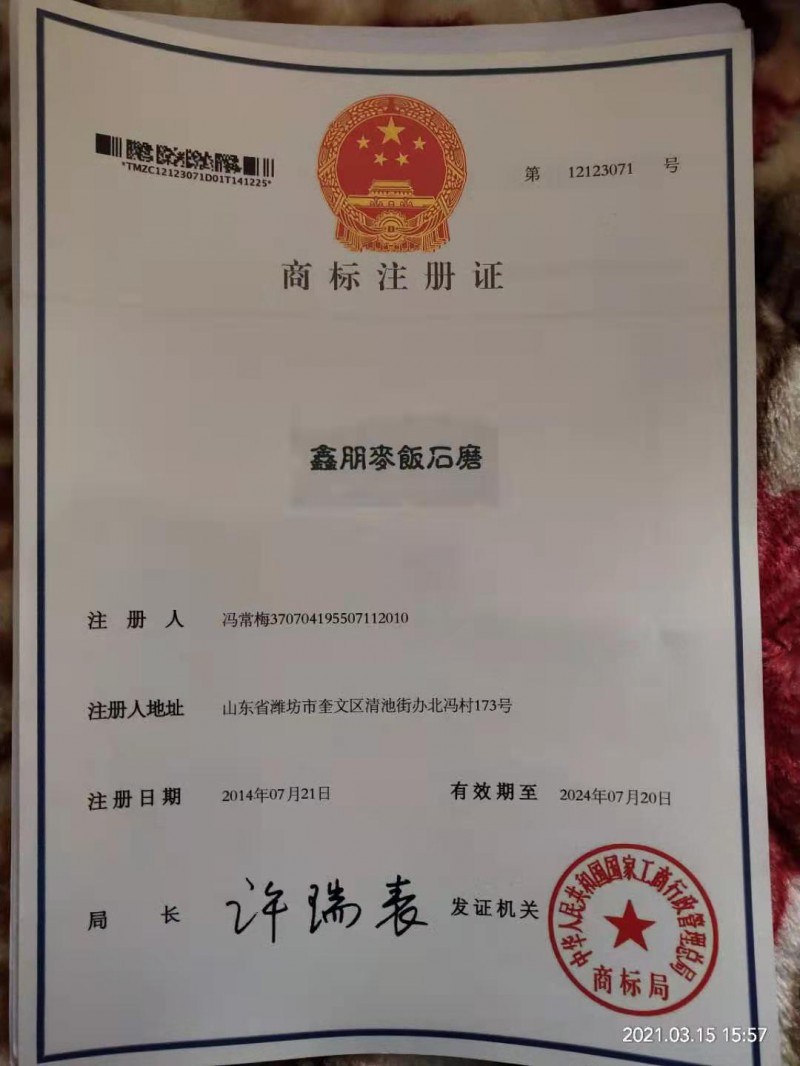 *TMZC12123071D01T141225*
第 12123071 号
商标注册证
鑫朋麥飯石磨
注册人 冯常梅370704195507112010
注册人地址 山东省潍坊市奎文区清池街办北冯村173号
注册日期 2014年07月21日 有效期至 2024年07月20日
局长 许瑞表 发证机关
中华人民共和国国家工商行政管理总局
商标局
2021.03.15 15:57